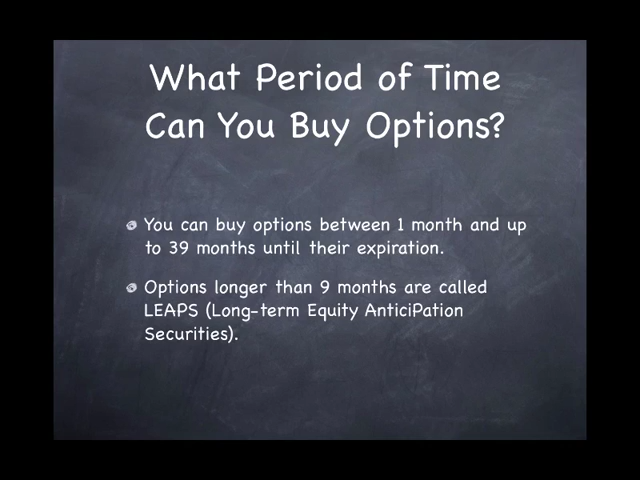 What Period of Time
Can You Buy Options?
You can buy options between 1 month and up
to 39 months until their expiration.
Options longer than 9 months are called
LEAPS (Long-term Equity AnticiPation
Securities).